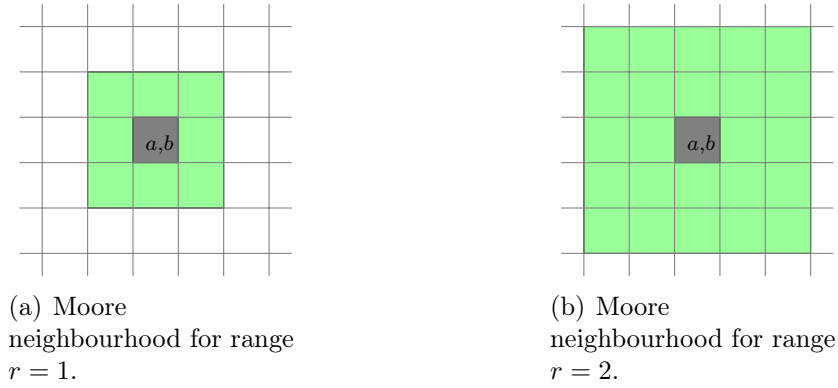 a,b
a,b
(a) Moore
neighbourhood for range
r = 1.
(b) Moore
neighbourhood for range
r = 2.